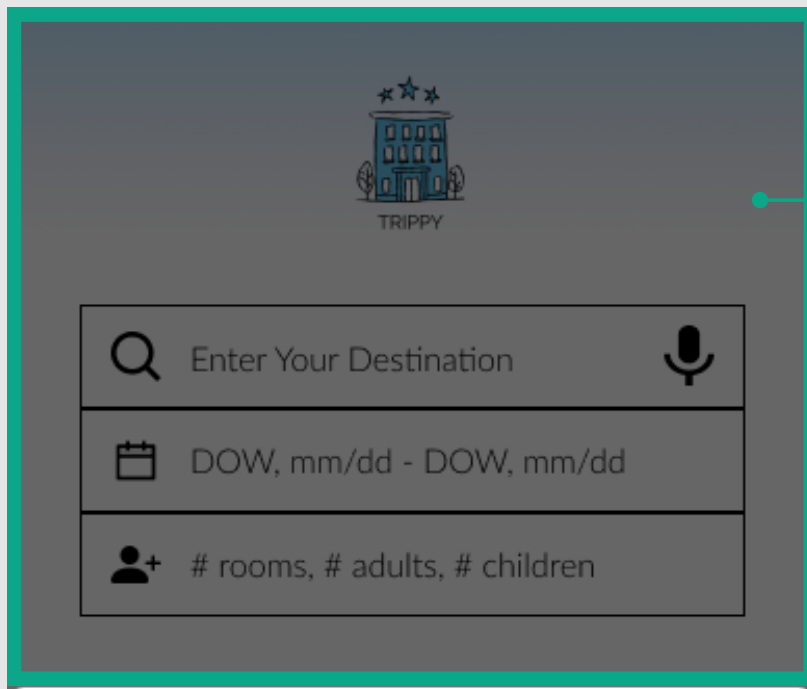 TRIPPY
Enter Your Destination
DOW, mm/dd - DOW, mm/dd
# rooms, # adults, # children